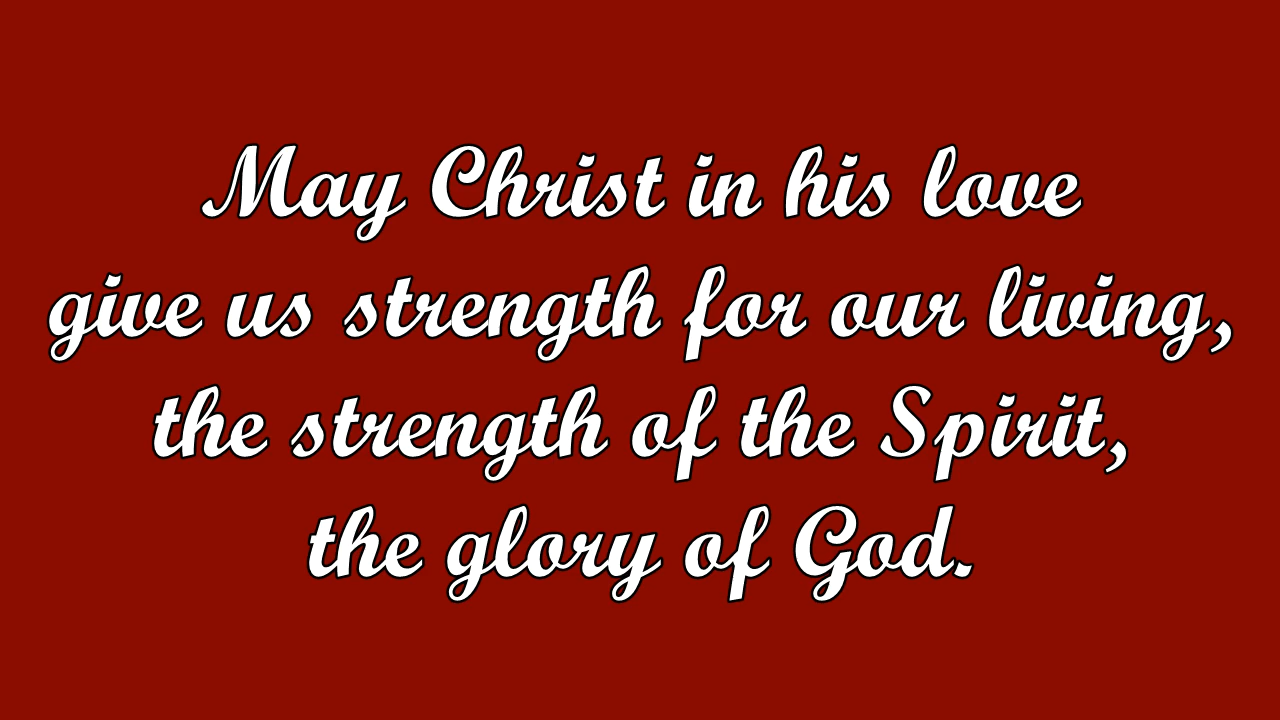 May Christ in his love
give us strength for our living,
the strength of the Spirit,
the glory of God.